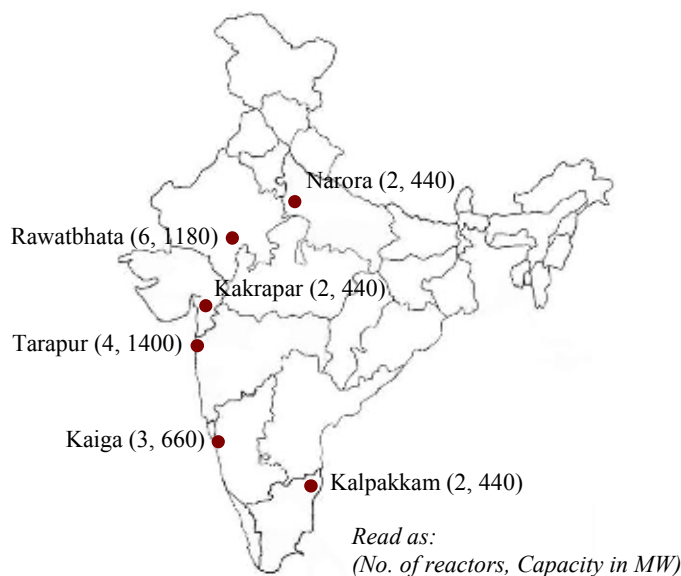 Narora (2, 440)
Rawatbhata (6, 1180)
Kakrapar (2, 440)
Tarapur (4, 1400)
Kaiga (3, 660)
Kalpakkam (2, 440)
Read as:
(No. of reactors, Capacity in MW)